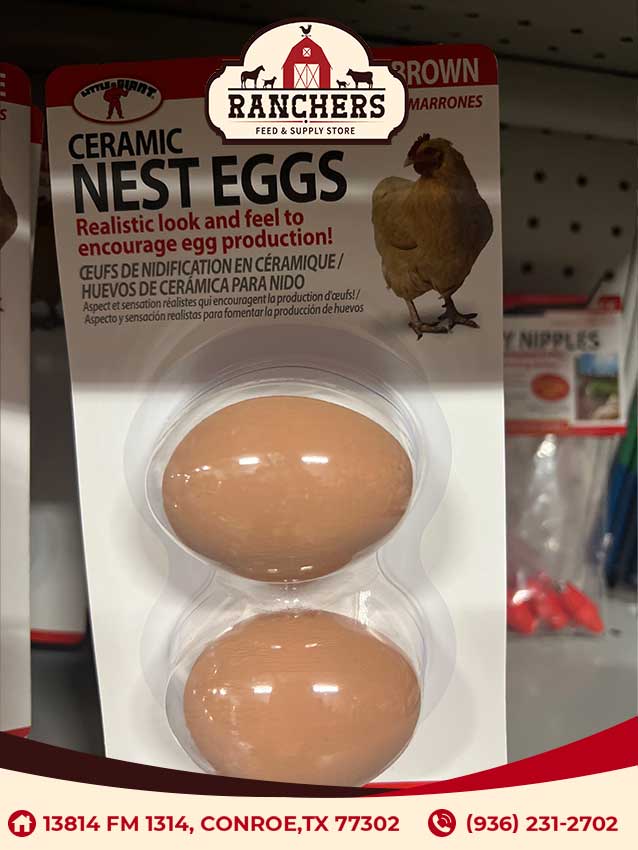 RANCHERS
FEED & SUPPLY STORE
LITTLE GIANT
BROWN
MARRONES
CERAMIC
NEST EGGS
Realistic look and feel to
encourage egg production!
ŒUFS DE NIDIFICATION EN CÉRAMIQUE /
HUEVOS DE CERÁMICA PARA NIDO
Aspect et sensation réalistes qui encouragent la production d'œufs! /
Aspecto y sensación realistas para fomentar la producción de huevos
NIPPLES
13814 FM 1314, CONROE,TX 77302
(936) 231-2702